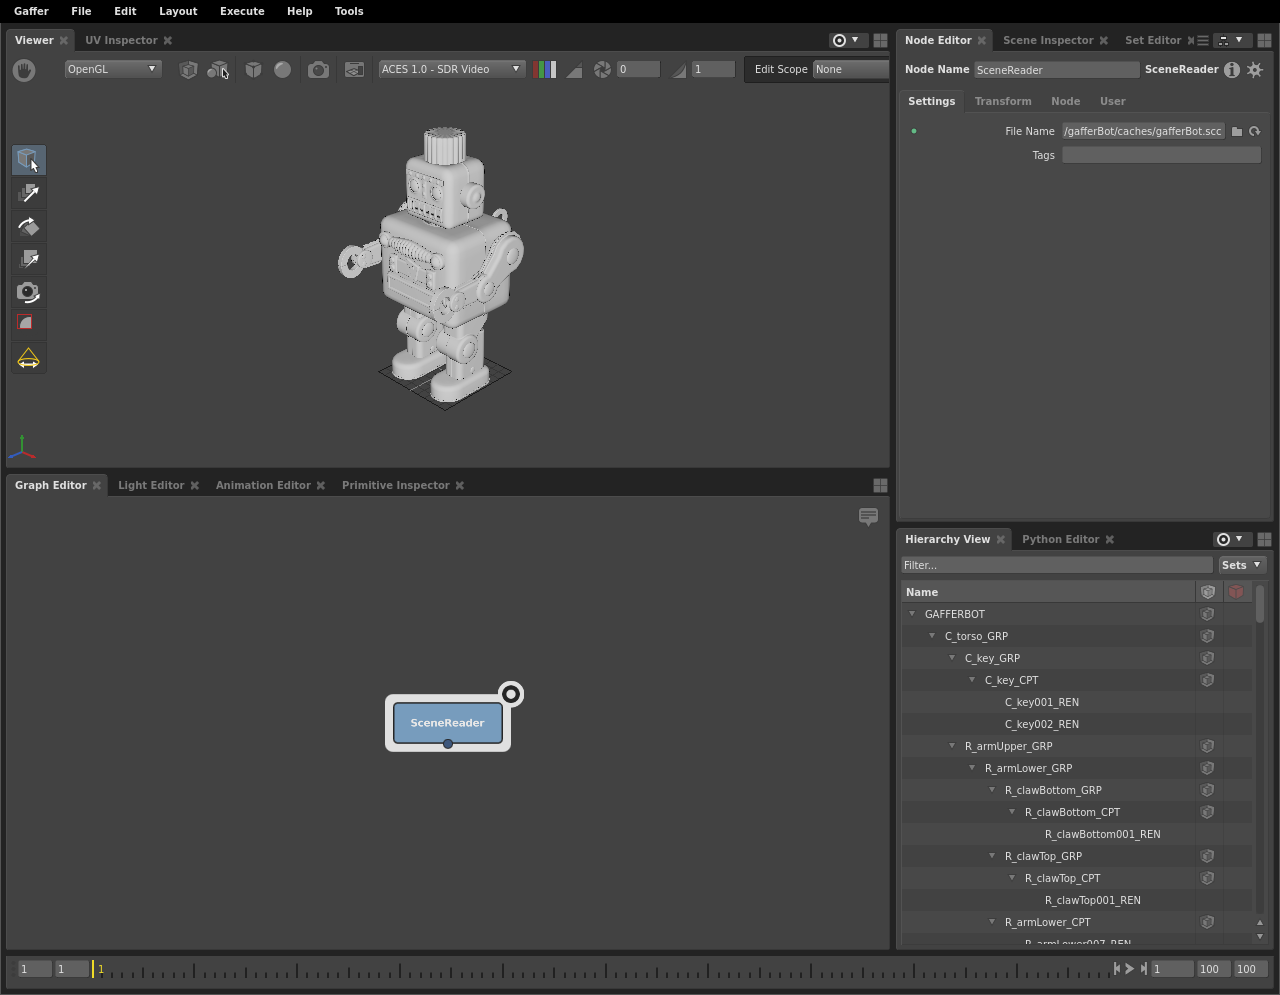 Gaffer File Edit Layout Execute Help Tools
Viewer UV Inspector
OpenGL ACES 1.0 - SDR Video 0 1 Edit Scope None
Node Editor Scene Inspector Set Editor
Node Name SceneReader SceneReader
Settings Transform Node User
File Name /gafferBot/caches/gafferBot.scc
Tags
Graph Editor Light Editor Animation Editor Primitive Inspector
SceneReader
Hierarchy View Python Editor
Filter... Sets
Name
GAFFERBOT
C_torso_GRP
C_key_GRP
C_key_CPT
C_key001_REN
C_key002_REN
R_armUpper_GRP
R_armLower_GRP
R_clawBottom_GRP
R_clawBottom_CPT
R_clawBottom001_REN
R_clawTop_GRP
R_clawTop_CPT
R_clawTop001_REN
R_armLower_CPT
R_armLower007_REN
1 1 1 1 100 100